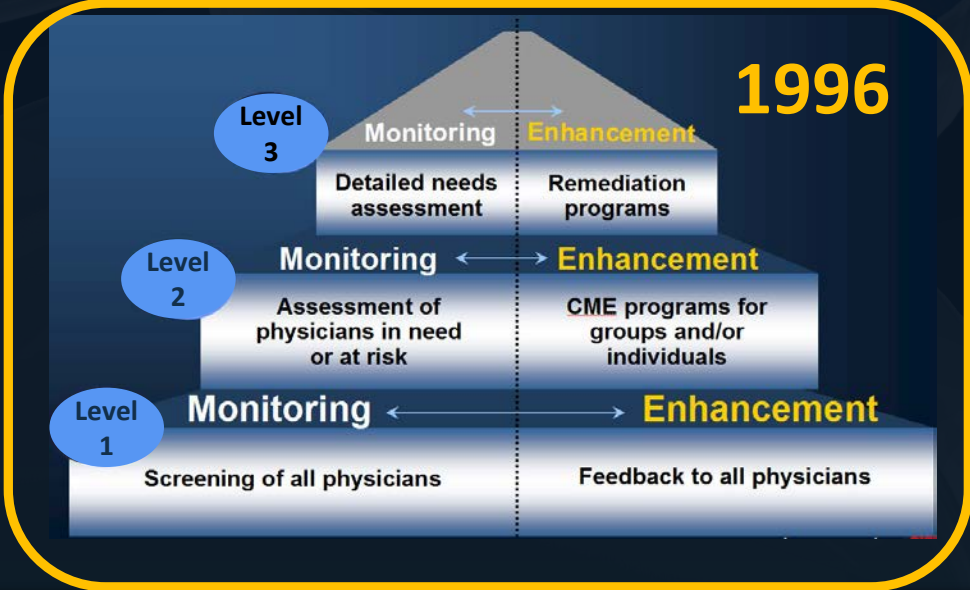 1996
Level
3
Monitoring Enhancement
Detailed needs
assessment
Remediation
programs
Level
2
Monitoring Enhancement
Assessment of
physicians in need
or at risk
CME programs for
groups and/or
individuals
Level
1
Monitoring Enhancement
Screening of all physicians
Feedback to all physicians